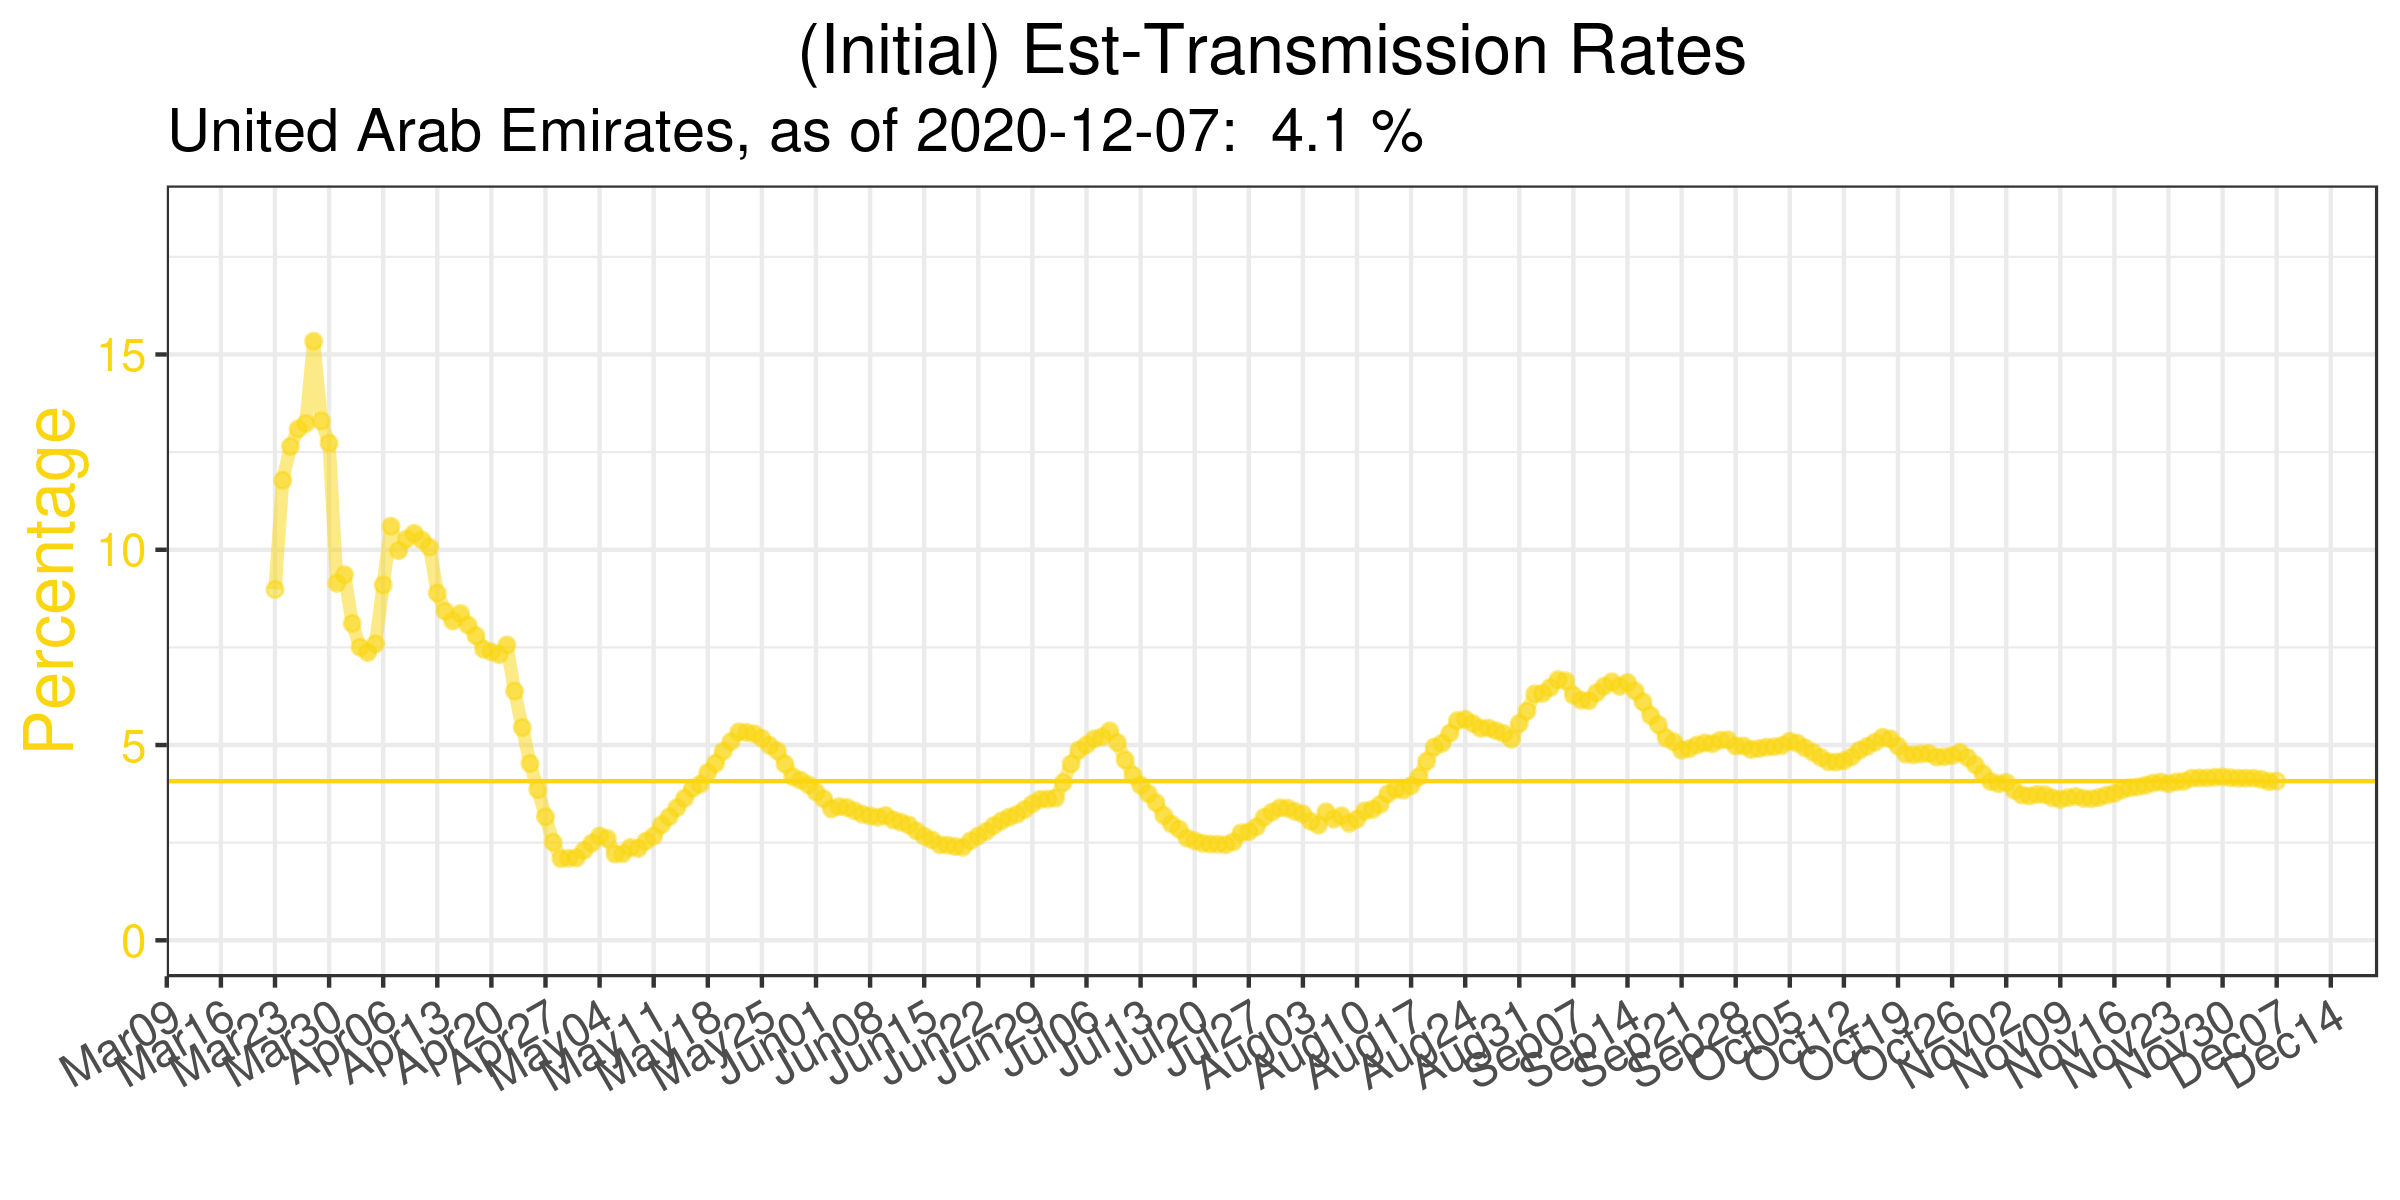 (Initial) Est-Transmission Rates
United Arab Emirates, as of 2020-12-07:  4.1 %
Percentage
15
10
5
0
Mar09
Mar16
Mar23
Mar30
Apr06
Apr13
Apr20
Apr27
May04
May11
May18
May25
Jun01
Jun08
Jun15
Jun22
Jun29
Jul06
Jul13
Jul20
Jul27
Aug03
Aug10
Aug17
Aug24
Aug31
Sep07
Sep14
Sep21
Sep28
Oct05
Oct12
Oct19
Oct26
Nov02
Nov09
Nov16
Nov23
Nov30
Dec07
Dec14